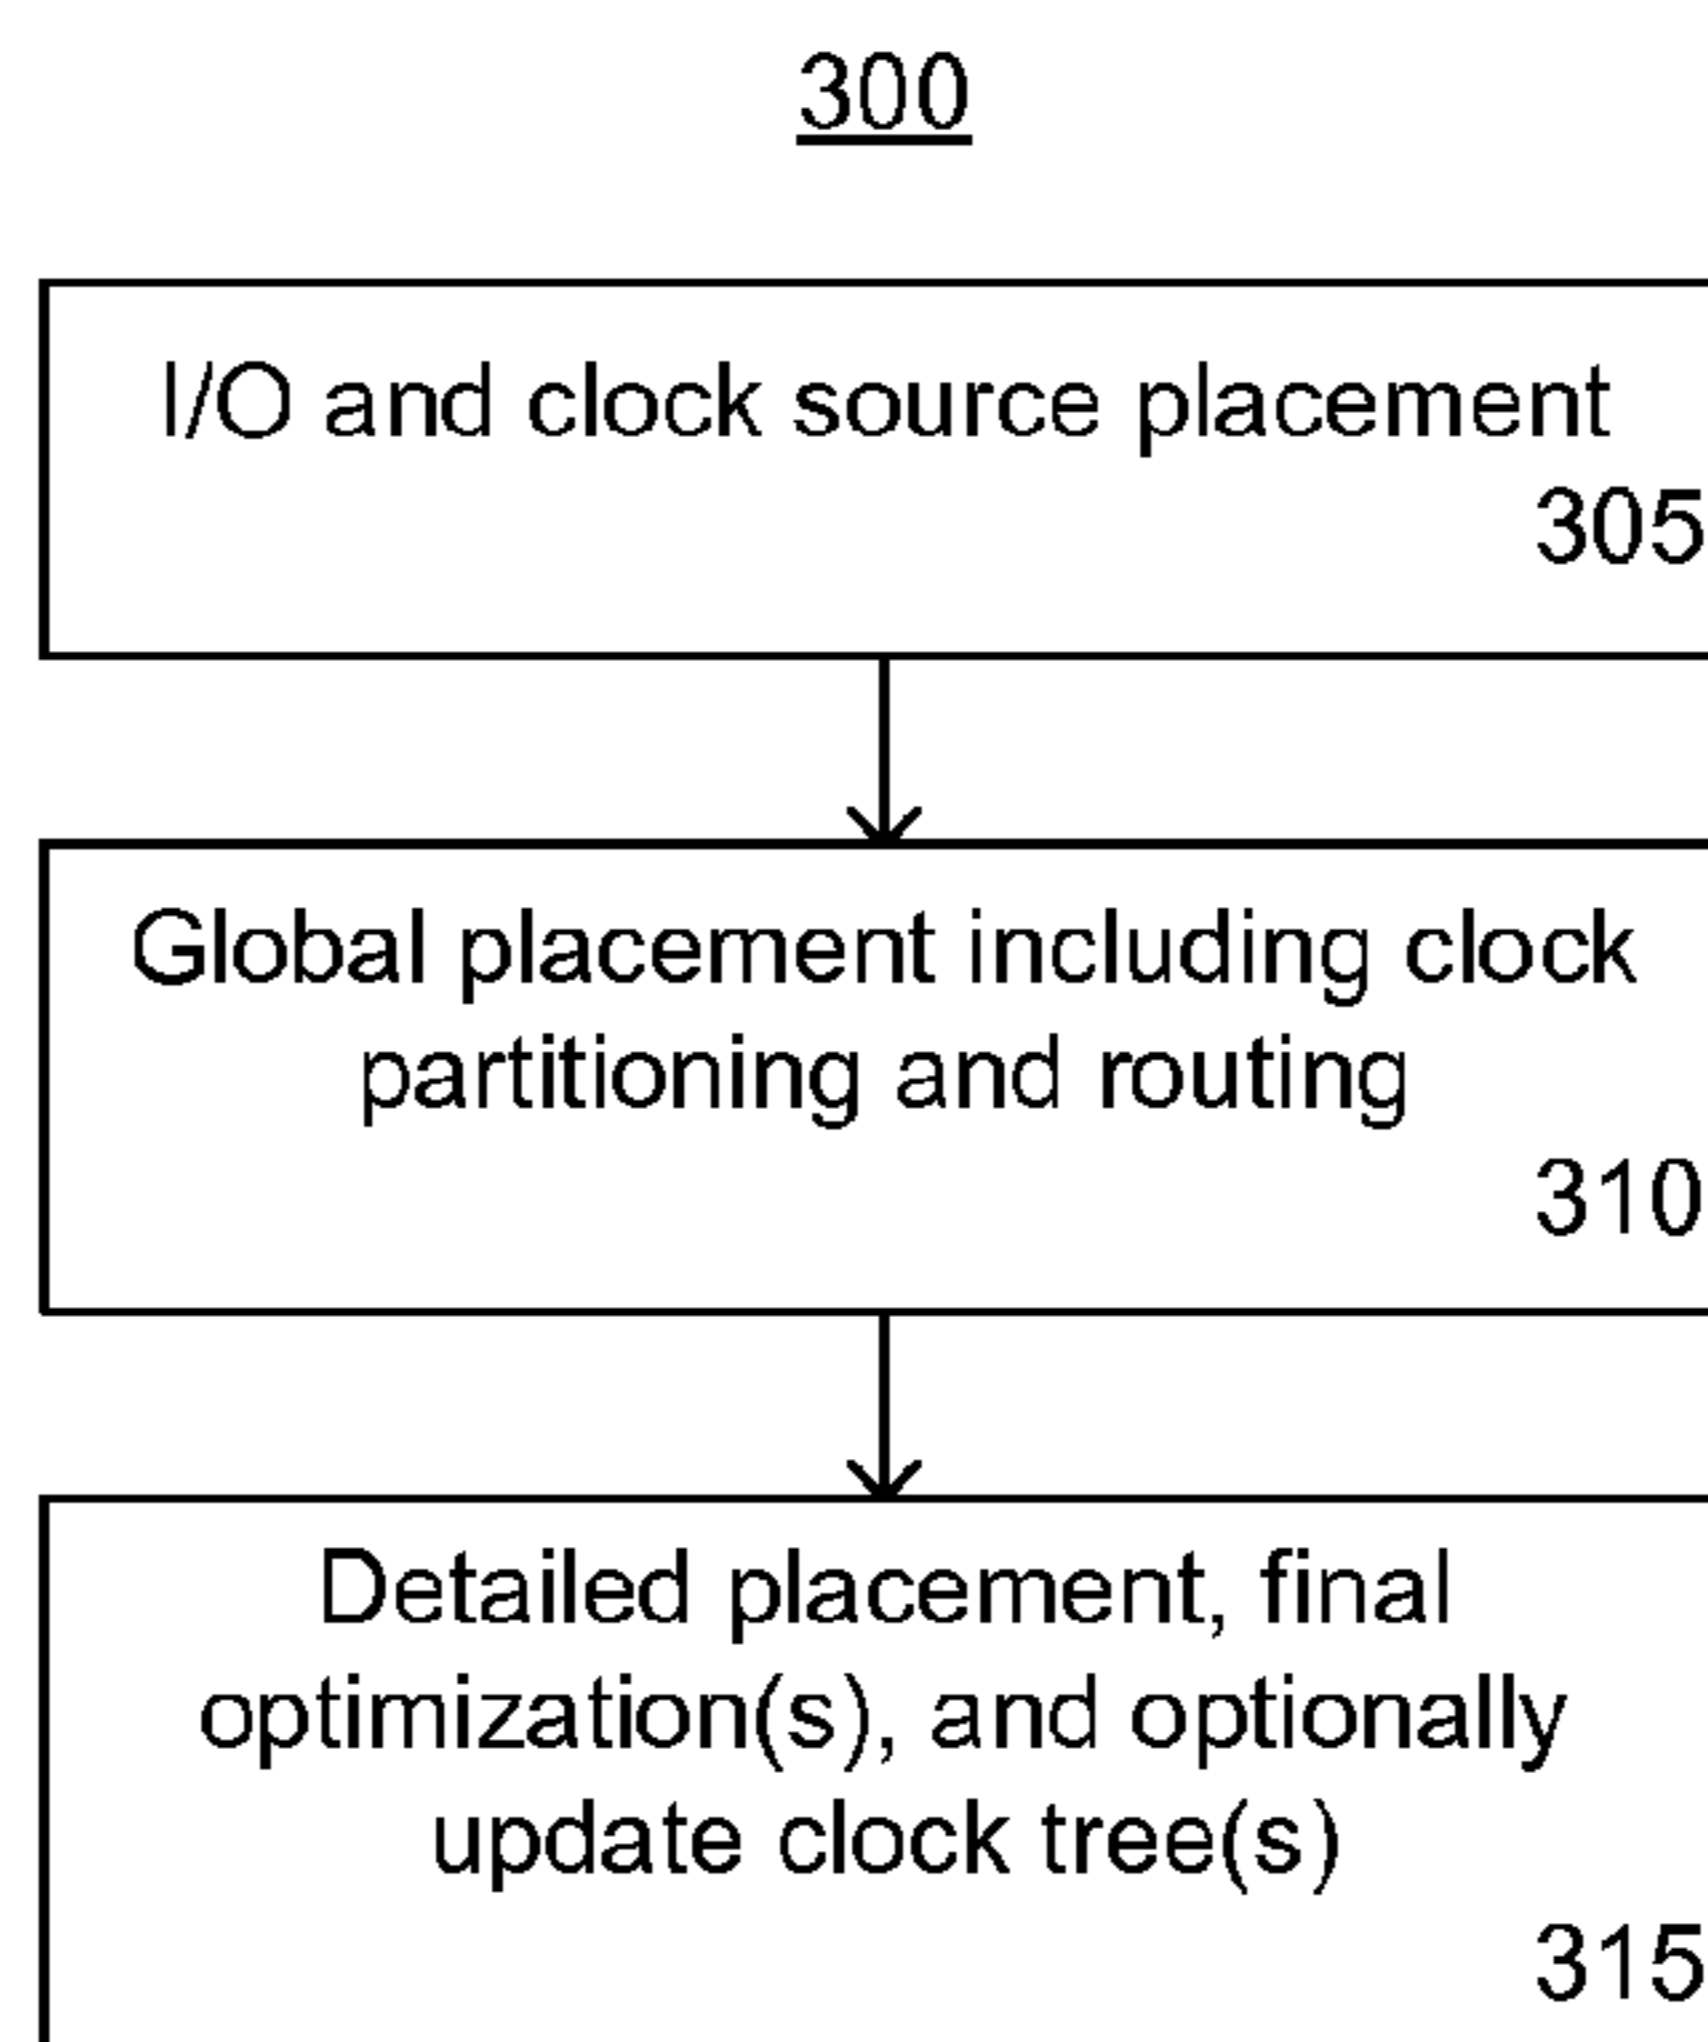 300
I/O and clock source placement
305
Global placement including clock
partitioning and routing
310
Detailed placement, final
optimization(s), and optionally
update clock tree(s)
315